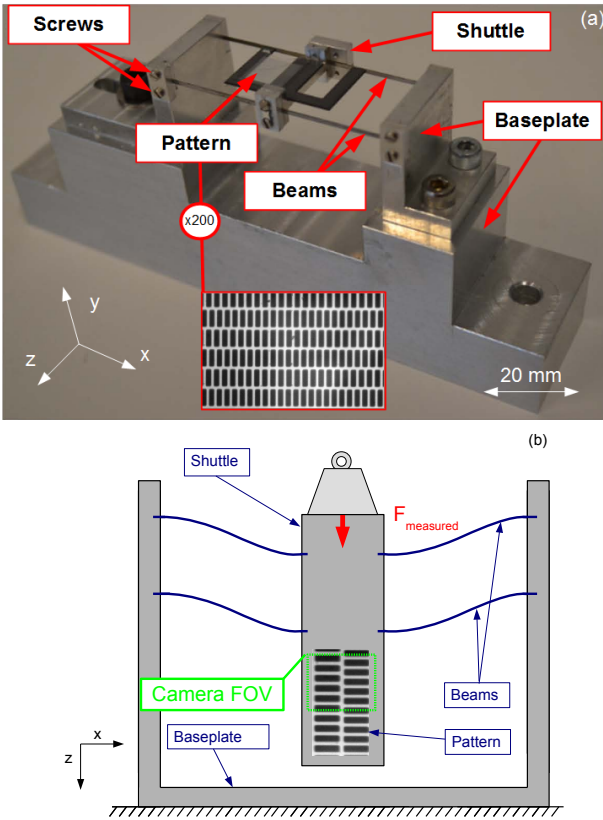 (a)
Screws
Shuttle
Pattern
Baseplate
Beams
x200
y
z
x
20 mm
(b)
Shuttle
F measured
Camera FOV
Beams
x
Baseplate
z
Pattern